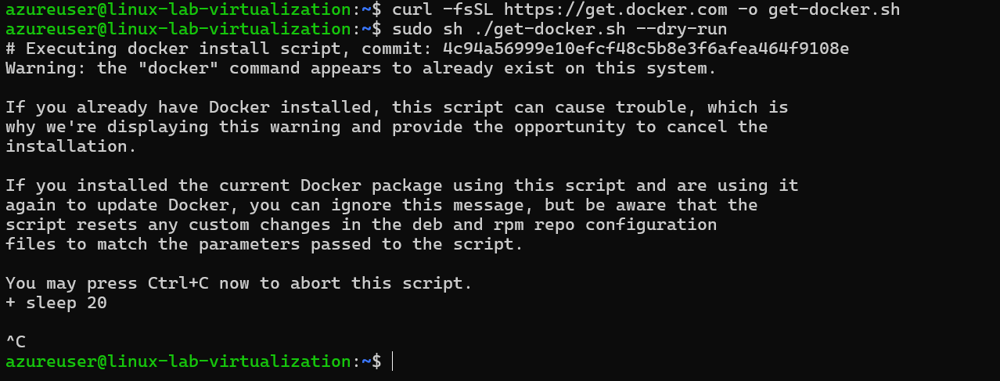 azureuser@linux-lab-virtualization:~$ curl -fsSL https://get.docker.com -o get-docker.sh
azureuser@linux-lab-virtualization:~$ sudo sh ./get-docker.sh --dry-run
# Executing docker install script, commit: 4c94a56999e10efcf48c5b8e3f6afea464f9108e
Warning: the "docker" command appears to already exist on this system.

If you already have Docker installed, this script can cause trouble, which is
why we're displaying this warning and provide the opportunity to cancel the
installation.

If you installed the current Docker package using this script and are using it
again to update Docker, you can ignore this message, but be aware that the
script resets any custom changes in the deb and rpm repo configuration
files to match the parameters passed to the script.

You may press Ctrl+C now to abort this script.
+ sleep 20

^C
azureuser@linux-lab-virtualization:~$